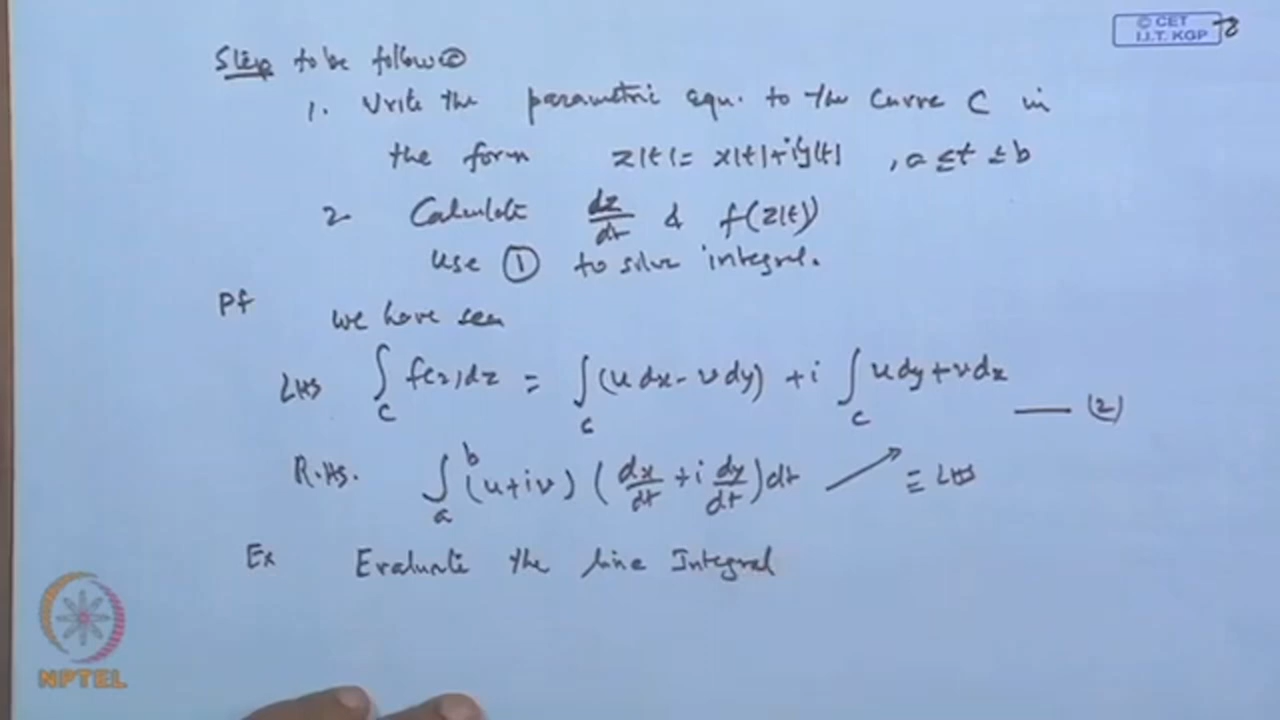 © CET
I.I.T. KGP
Step to be followed
1. Write the parametric equ. to the curve C in
the form z(t) = x(t)+iy(t) , a ≤ t ≤ b
2 Calculate dz/dt & f(z(t))
use ① to solve integral.
Pf we have seen
LHS ∫_C f(z)dz = ∫_C (u dx - v dy) + i ∫_C u dy + v dx — (2)
R.H.S. ∫_a^b (u+iv) (dx/dt + i dy/dt) dt → = LHS
Ex Evaluate the line Integral
NPTEL